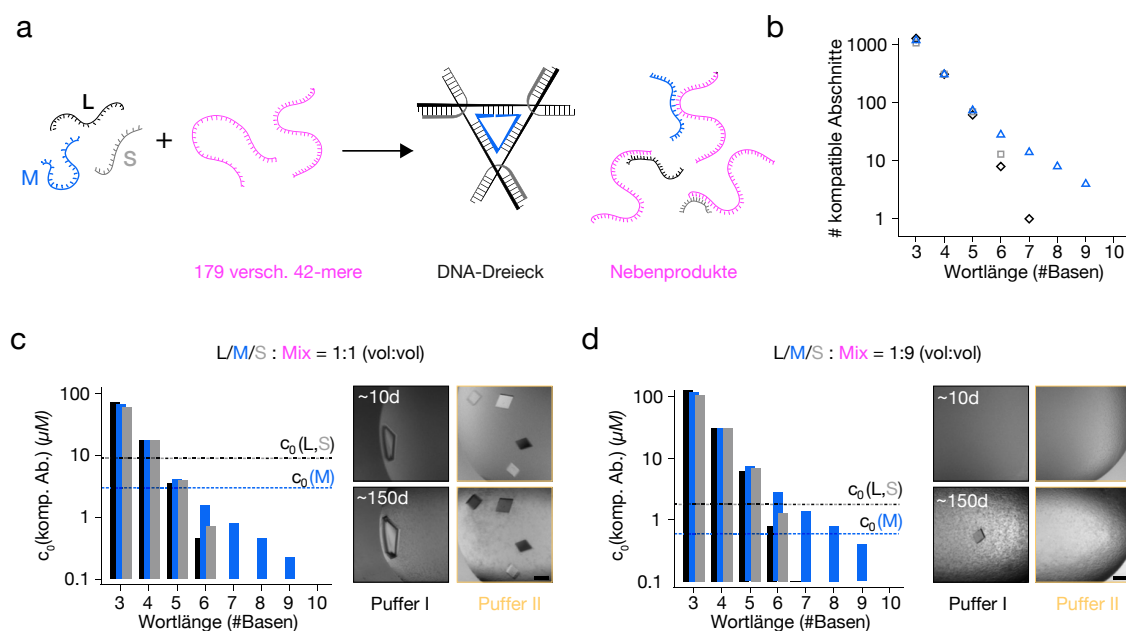 a
L
M
S
+
179 versch. 42-mere
DNA-Dreieck
Nebenprodukte
b
# kompatible Abschnitte
1000
100
10
1
3 4 5 6 7 8 9 10
Wortlänge (#Basen)
c
L/M/S : Mix = 1:1 (vol:vol)
c0(komp. Ab.) (µM)
100
10
1
0.1
c0(L,S)
c0(M)
3 4 5 6 7 8 9 10
Wortlänge (#Basen)
~10d
~150d
Puffer I
Puffer II
d
L/M/S : Mix = 1:9 (vol:vol)
c0(komp. Ab.) (µM)
100
10
1
0.1
c0(L,S)
c0(M)
3 4 5 6 7 8 9 10
Wortlänge (#Basen)
~10d
~150d
Puffer I
Puffer II